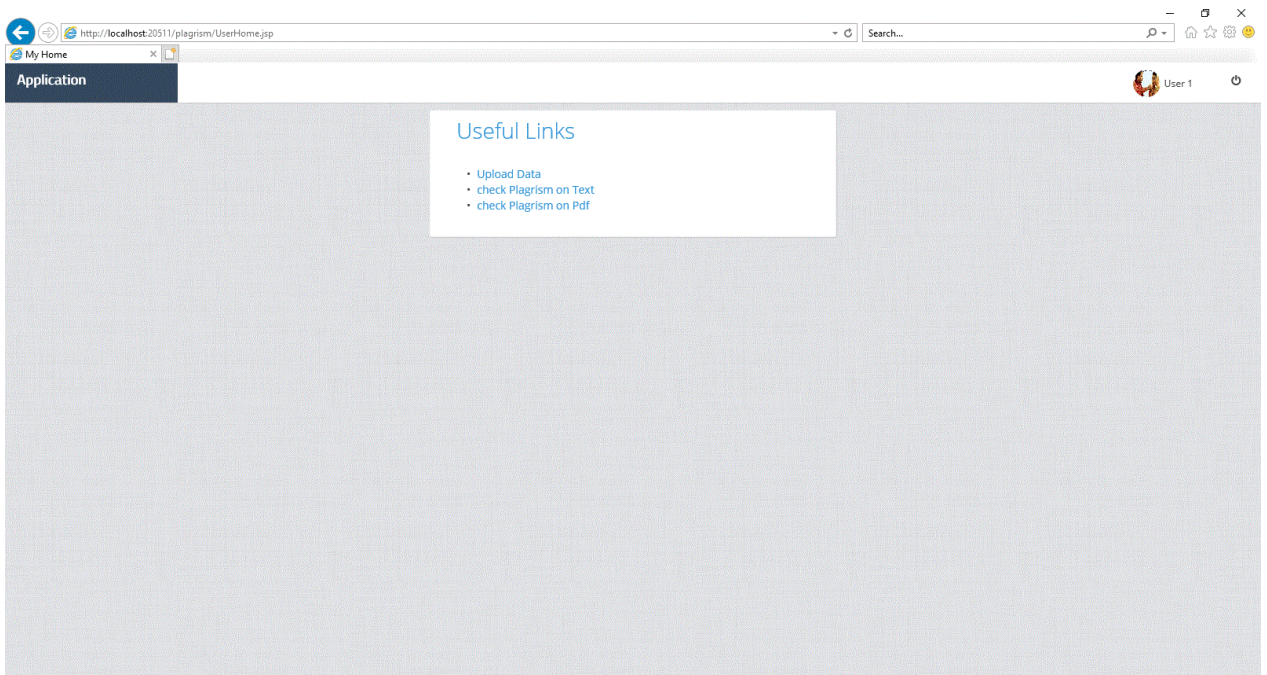 http://localhost:20511/plagrism/UserHome.jsp
Search...
My Home
Application
User 1
Useful Links
• Upload Data
• check Plagrism on Text
• check Plagrism on Pdf